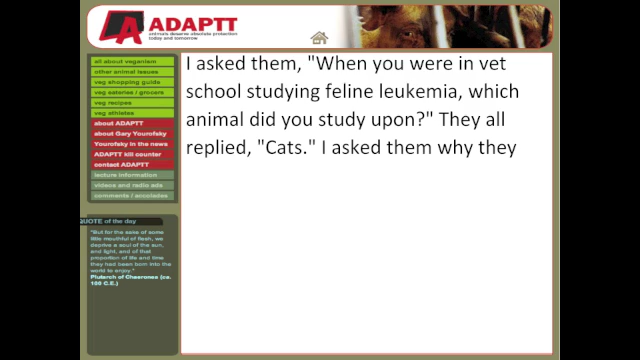 ADAPTT
animals deserve absolute protection
today and tomorrow
all about veganism
other animal issues
veg shopping guide
veg eateries / grocers
veg recipes
veg athletes
about ADAPTT
about Gary Yourofsky
Yourofsky in the news
ADAPTT kill counter
contact ADAPTT
lecture information
videos and radio ads
comments / accolades
QUOTE of the day
"But for the sake of some
little mouthful of flesh, we
deprive a soul of the sun,
and light, and of that
proportion of life and time
they had been born into the
world to enjoy."
Plutarch of Chaeronea (ca.
100 C.E.)
I asked them, "When you were in vet
school studying feline leukemia, which
animal did you study upon?" They all
replied, "Cats." I asked them why they